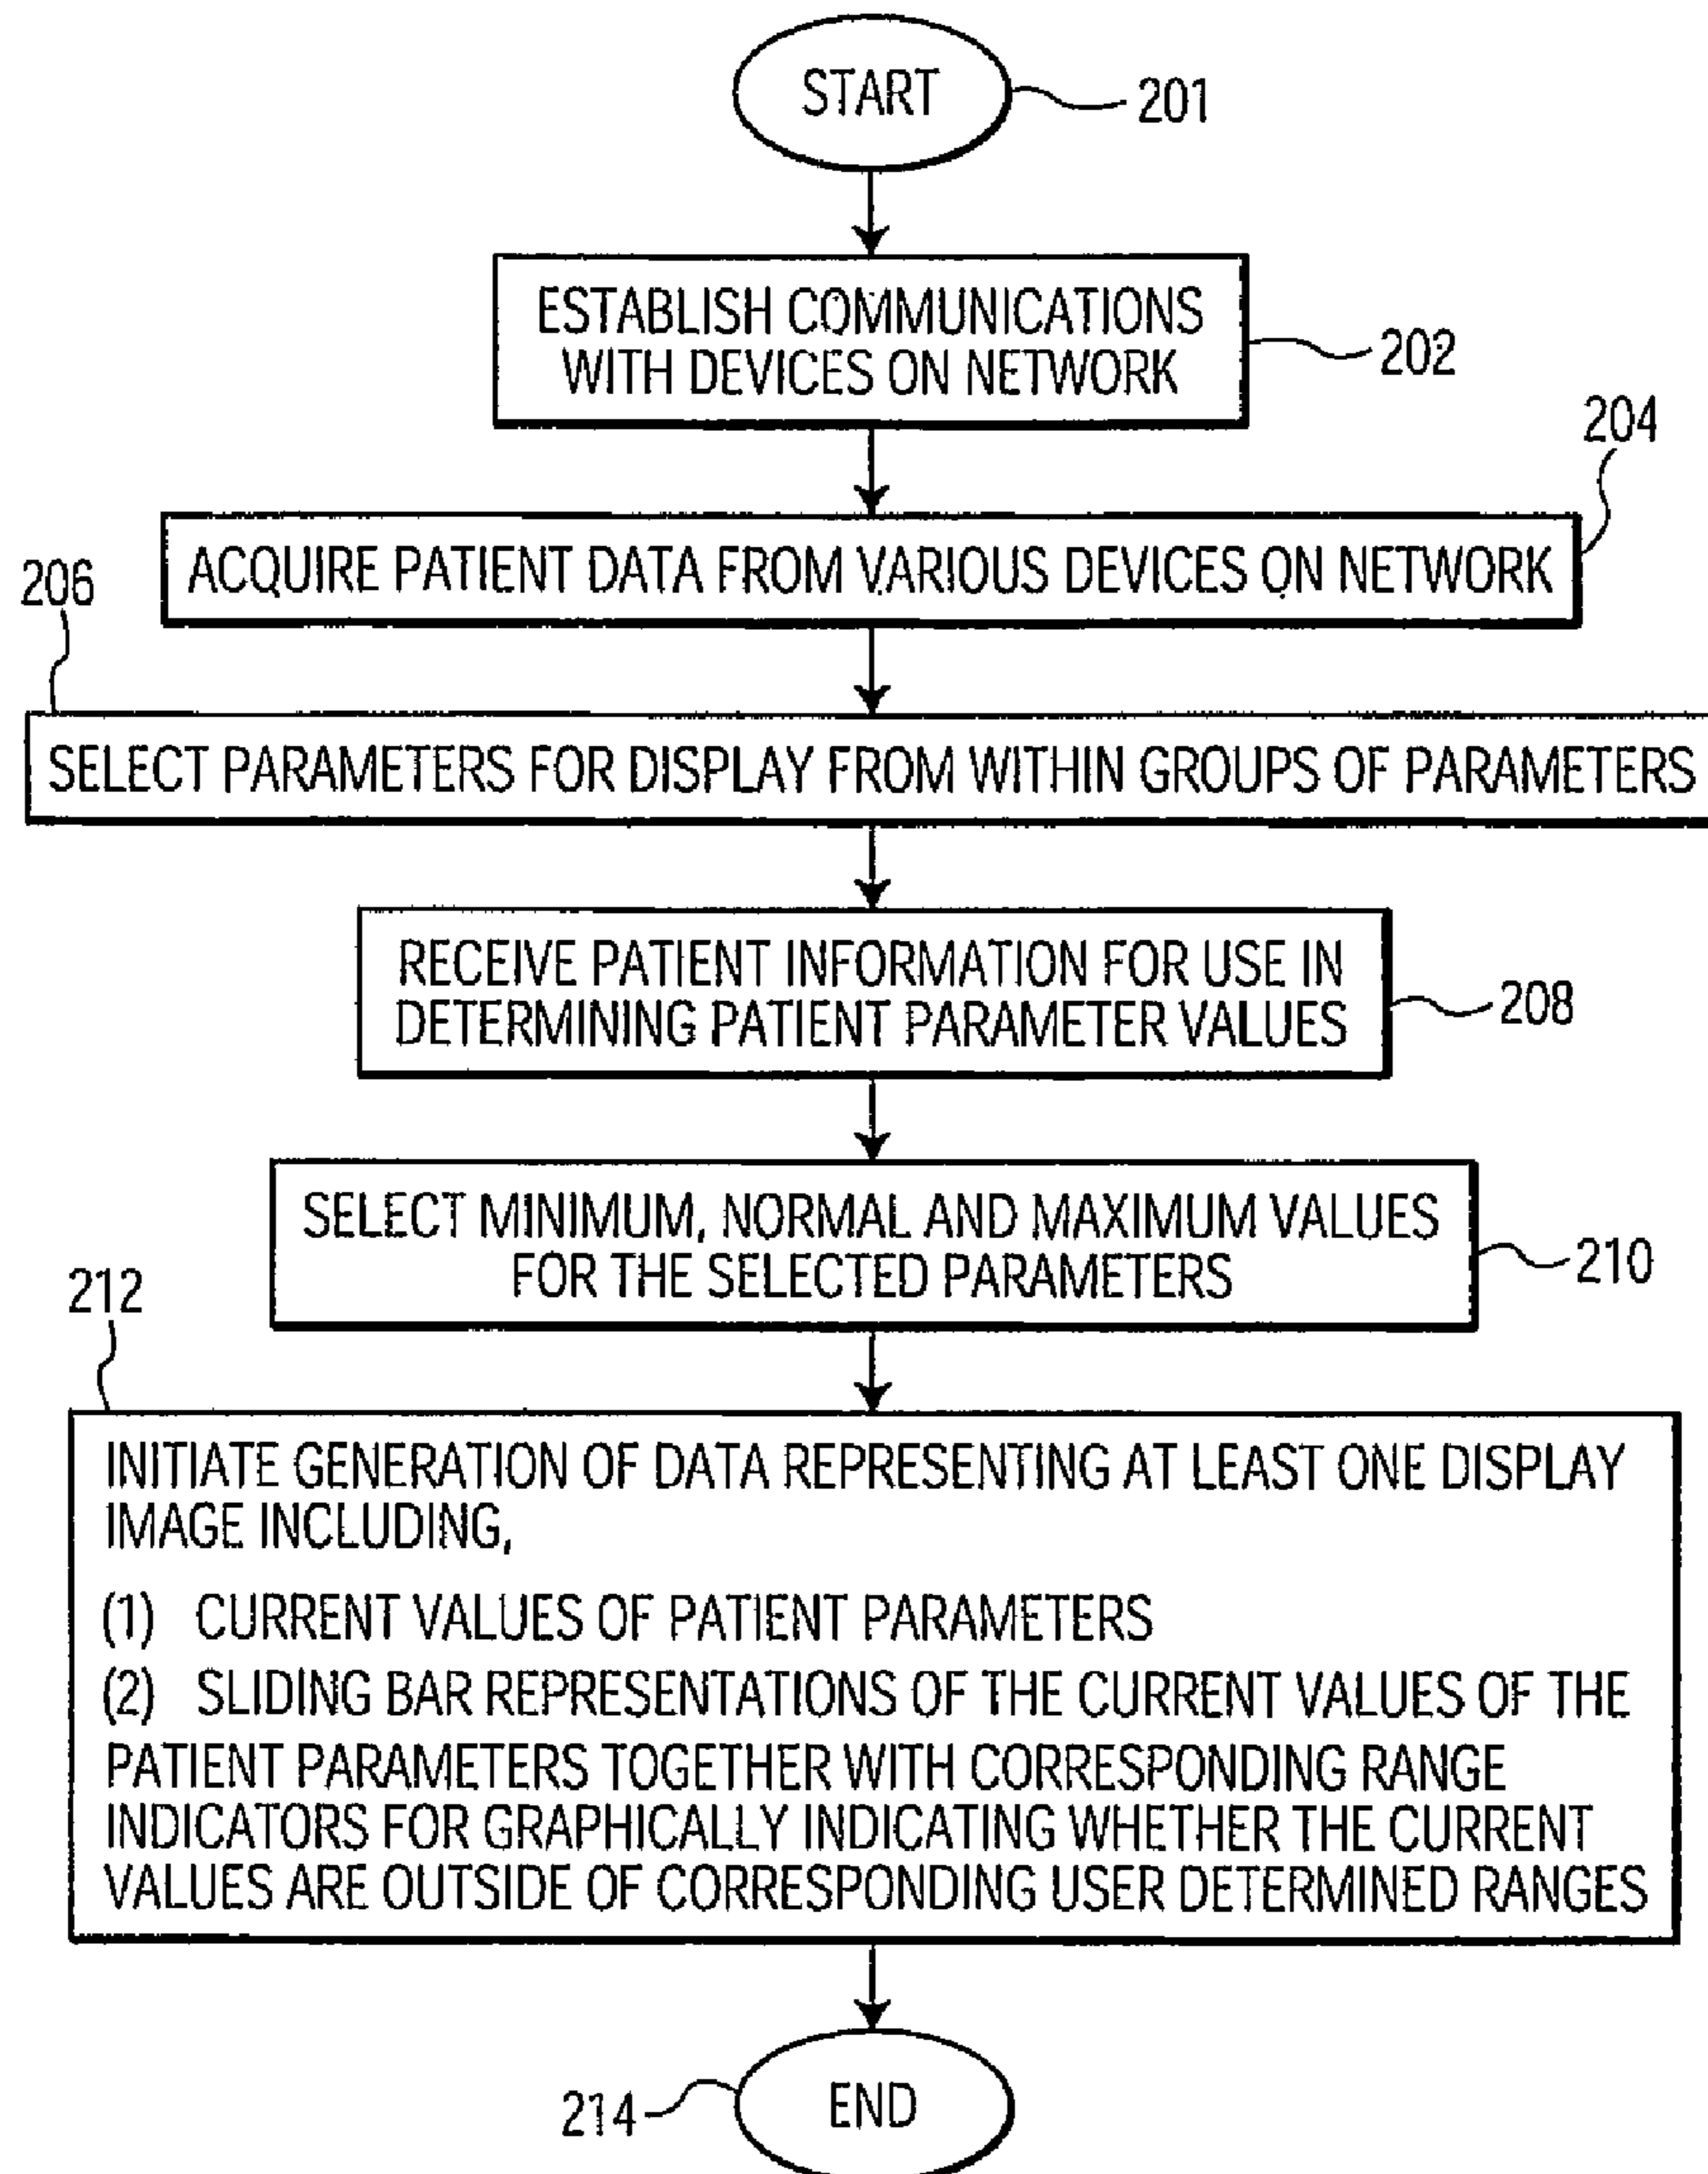 START
201
ESTABLISH COMMUNICATIONS
WITH DEVICES ON NETWORK
202
204
ACQUIRE PATIENT DATA FROM VARIOUS DEVICES ON NETWORK
206
SELECT PARAMETERS FOR DISPLAY FROM WITHIN GROUPS OF PARAMETERS
RECEIVE PATIENT INFORMATION FOR USE IN
DETERMINING PATIENT PARAMETER VALUES
208
SELECT MINIMUM, NORMAL AND MAXIMUM VALUES
FOR THE SELECTED PARAMETERS
210
212
INITIATE GENERATION OF DATA REPRESENTING AT LEAST ONE DISPLAY
IMAGE INCLUDING,
(1) CURRENT VALUES OF PATIENT PARAMETERS
(2) SLIDING BAR REPRESENTATIONS OF THE CURRENT VALUES OF THE
PATIENT PARAMETERS TOGETHER WITH CORRESPONDING RANGE
INDICATORS FOR GRAPHICALLY INDICATING WHETHER THE CURRENT
VALUES ARE OUTSIDE OF CORRESPONDING USER DETERMINED RANGES
END
214